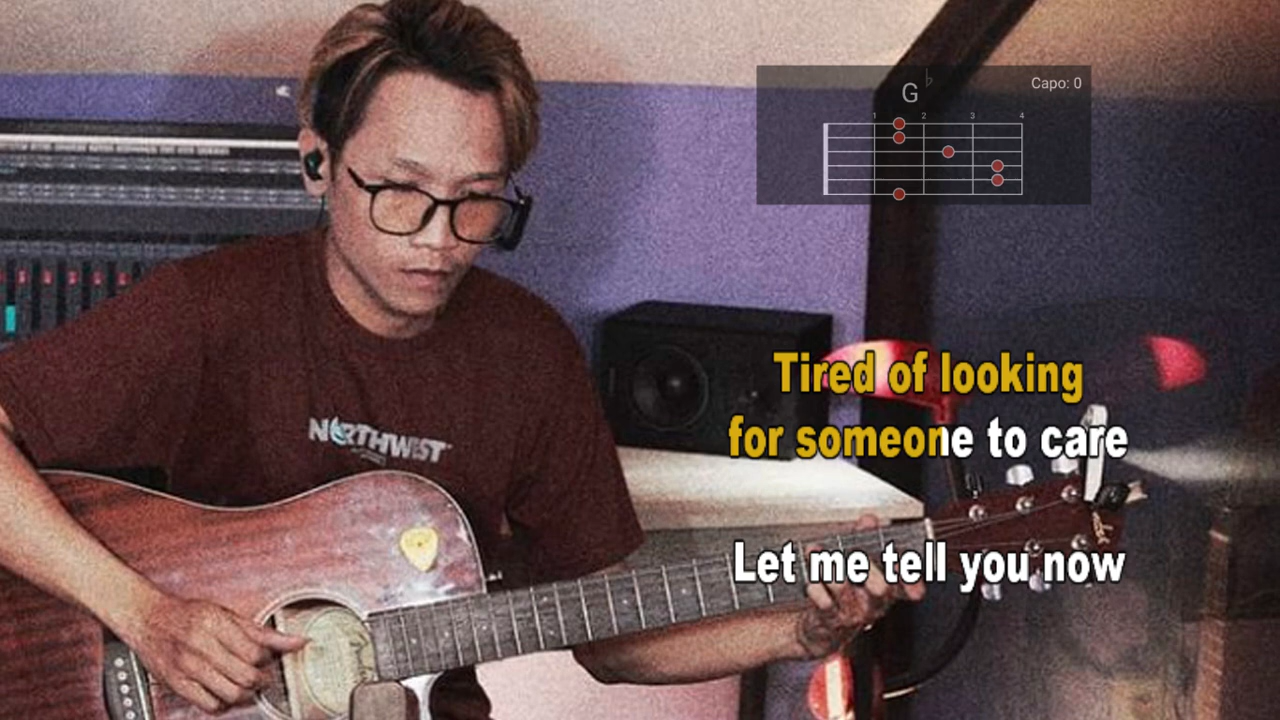 G♭
Capo: 0
1 2 3 4
Tired of looking
for someone to care
Let me tell you now
NORTHWEST